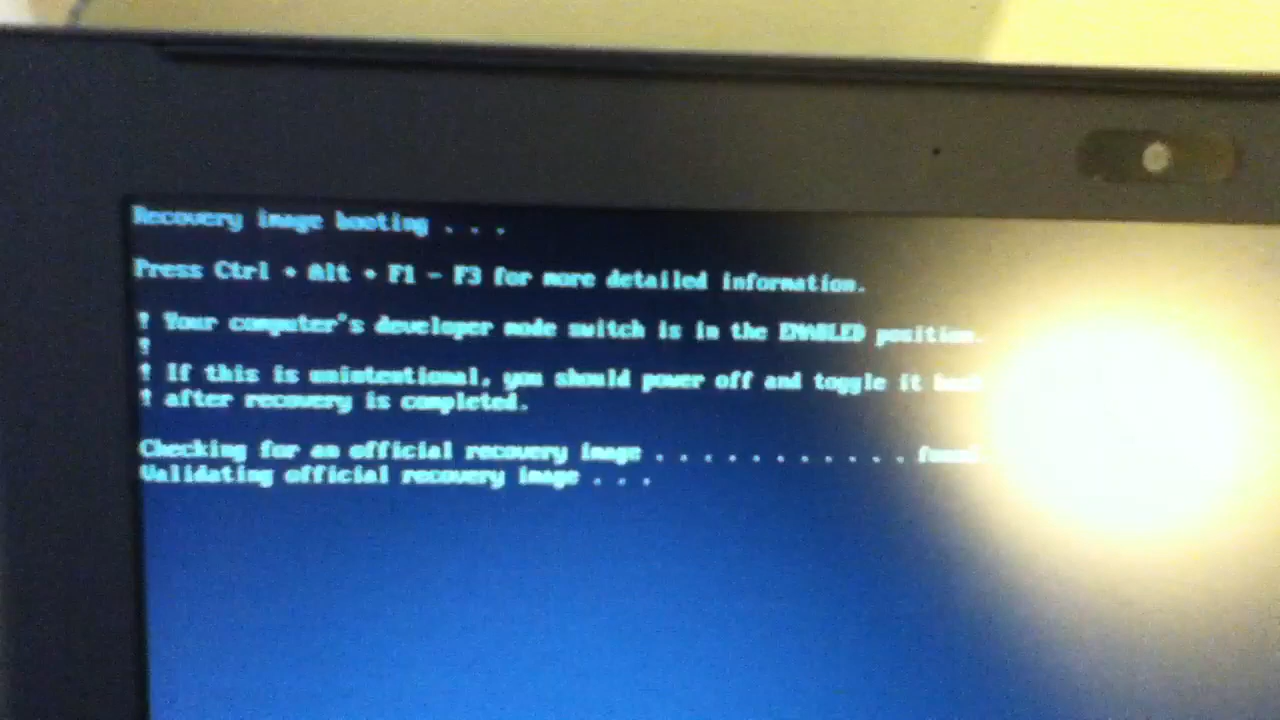 Recovery image booting . . .
Press Ctrl + Alt + F1 - F3 for more detailed information.
! Your computer's developer mode switch is in the ENABLED position.
!
! If this is unintentional, you should power off and toggle it back
! after recovery is completed.
Checking for an official recovery image . . . . . . . . . . . found.
Validating official recovery image . . .